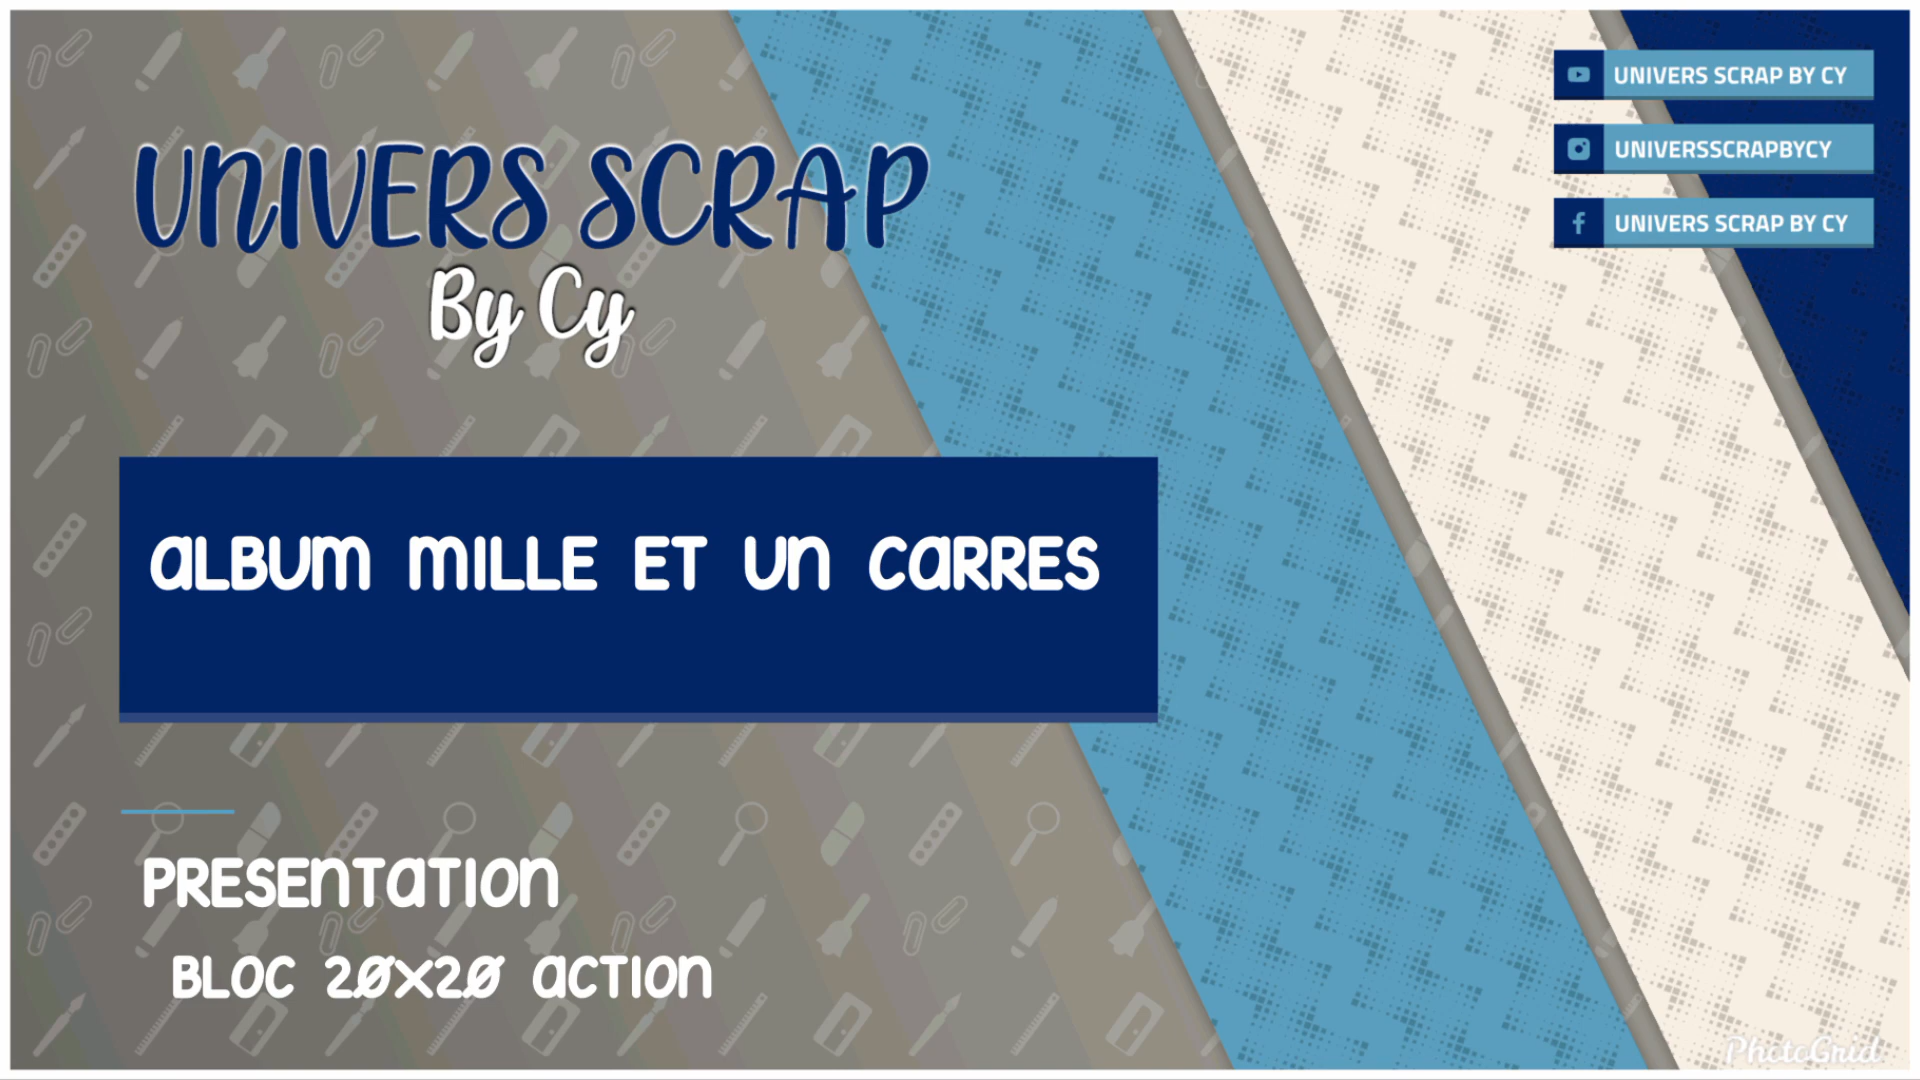 UNIVERS SCRAP BY CY
UNIVERSSCRAPBYCY
UNIVERS SCRAP BY CY
UNIVERS SCRAP
By Cy
ALBUM MILLE ET UN CARRES
PRESENTATION
BLOC 20X20 ACTION
PhotoGrid